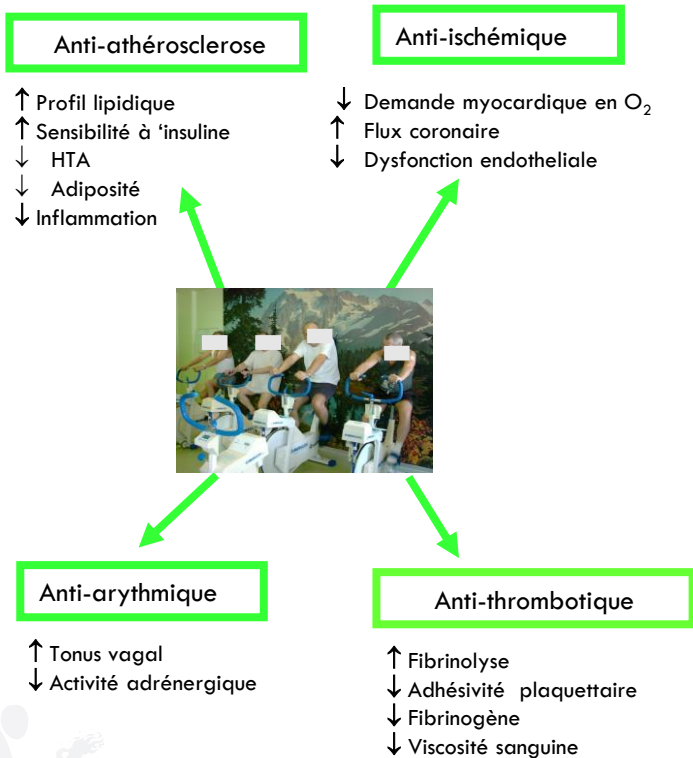 Anti-athérosclerose
↑ Profil lipidique
↑ Sensibilité à ‘insuline
↓ HTA
↓ Adiposité
↓ Inflammation
Anti-ischémique
↓ Demande myocardique en O₂
↑ Flux coronaire
↓ Dysfonction endotheliale
Anti-arythmique
↑ Tonus vagal
↓ Activité adrénergique
Anti-thrombotique
↑ Fibrinolyse
↓ Adhésivité plaquettaire
↓ Fibrinogène
↓ Viscosité sanguine